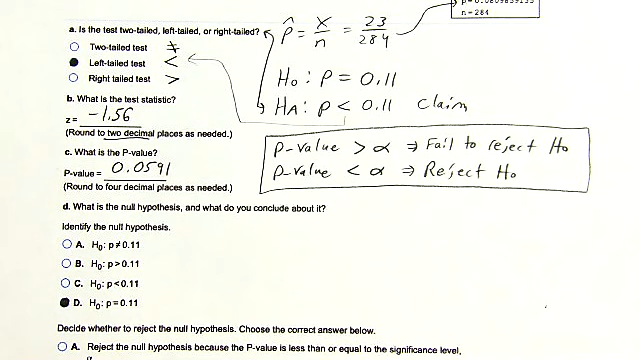 n=284
a. Is the test two-tailed, left-tailed, or right-tailed?
Two-tailed test ≠
Left-tailed test <
Right tailed test >
p̂ = x/n = 23/284
H₀ : P = 0.11
HA : P < 0.11 Claim
b. What is the test statistic?
z = -1.56
(Round to two decimal places as needed.)
c. What is the P-value?
P-value = 0.0591
(Round to four decimal places as needed.)
P-value > α ⇒ Fail to reject H₀
P-value < α ⇒ Reject H₀
d. What is the null hypothesis, and what do you conclude about it?
Identify the null hypothesis.
A. H₀: p≠0.11
B. H₀: p>0.11
C. H₀: p<0.11
D. H₀: p=0.11
Decide whether to reject the null hypothesis. Choose the correct answer below.
A. Reject the null hypothesis because the P-value is less than or equal to the significance level,